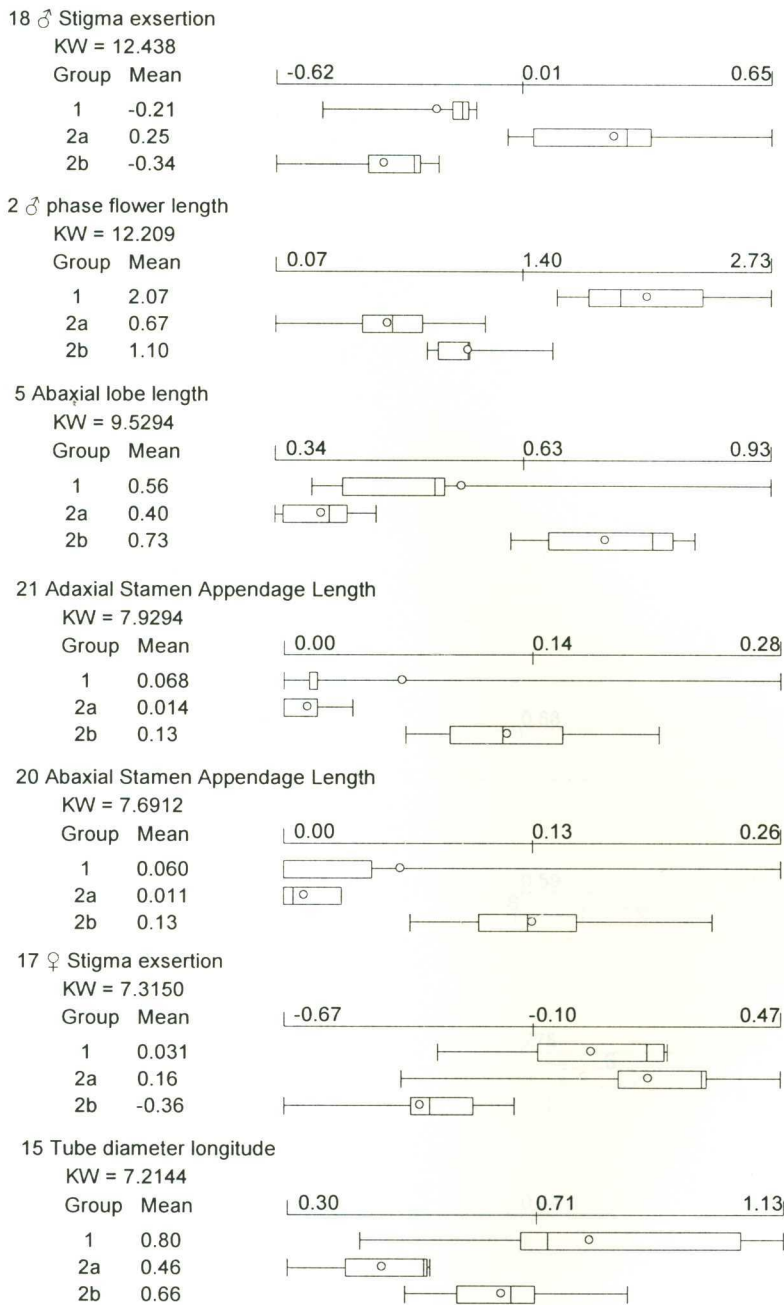 18 ♂ Stigma exsertion
KW = 12.438
Group Mean -0.62 0.01 0.65
1 -0.21
2a 0.25
2b -0.34
2 ♂ phase flower length
KW = 12.209
Group Mean 0.07 1.40 2.73
1 2.07
2a 0.67
2b 1.10
5 Abaxial lobe length
KW = 9.5294
Group Mean 0.34 0.63 0.93
1 0.56
2a 0.40
2b 0.73
21 Adaxial Stamen Appendage Length
KW = 7.9294
Group Mean 0.00 0.14 0.28
1 0.068
2a 0.014
2b 0.13
20 Abaxial Stamen Appendage Length
KW = 7.6912
Group Mean 0.00 0.13 0.26
1 0.060
2a 0.011
2b 0.13
17 ♀ Stigma exsertion
KW = 7.3150
Group Mean -0.67 -0.10 0.47
1 0.031
2a 0.16
2b -0.36
15 Tube diameter longitude
KW = 7.2144
Group Mean 0.30 0.71 1.13
1 0.80
2a 0.46
2b 0.66